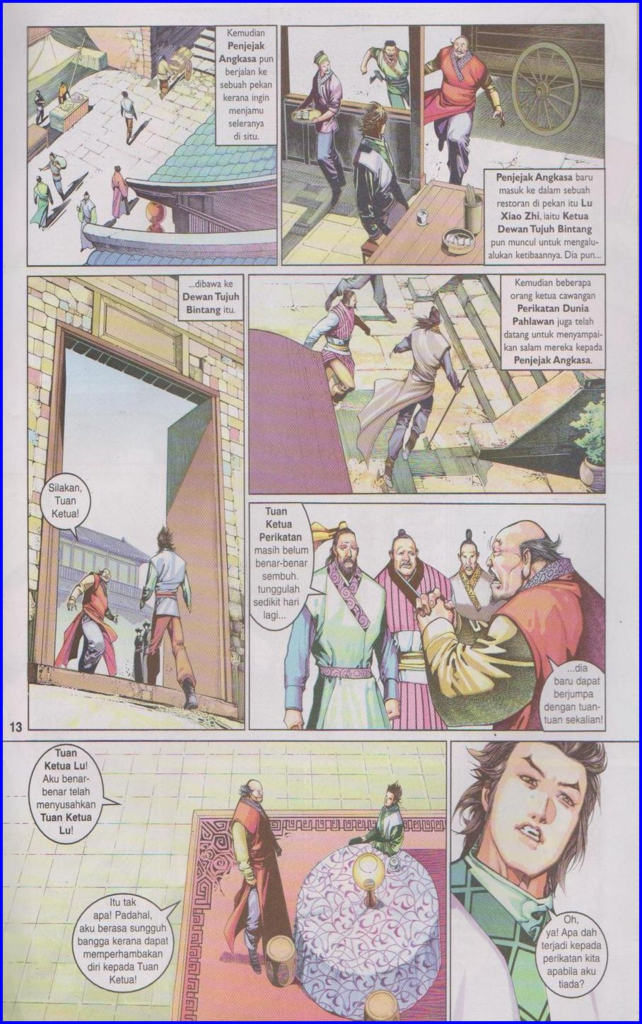 Kemudian
Penjejak
Angkasa pun
berjalan ke
sebuah pekan
kerana ingin
menjamu
seleranya
di situ.
Penjejak Angkasa baru
masuk ke dalam sebuah
restoran di pekan itu Lu
Xiao Zhi, iaitu Ketua
Dewan Tujuh Bintang
pun muncul untuk mengalu-
alukan ketibaannya. Dia pun...
...dibawa ke
Dewan Tujuh
Bintang itu.
Silakan,
Tuan
Ketua!
Kemudian beberapa
orang ketua cawangan
Perikatan Dunia
Pahlawan juga telah
datang untuk menyampai-
kan salam mereka kepada
Penjejak Angkasa.
Tuan
Ketua
Perikatan
masih belum
benar-benar
sembuh.
tunggulah
sedikit hari
lagi...
...dia
baru dapat
berjumpa
dengan tuan-
tuan sekalian!
13
Tuan
Ketua Lu!
Aku benar-
benar telah
menyusahkan
Tuan Ketua
Lu!
Itu tak
apa! Padahal,
aku berasa sungguh
bangga kerana dapat
memperhambakan
diri kepada Tuan
Ketua!
Oh,
ya! Apa dah
terjadi kepada
perikatan kita
apabila aku
tiada?